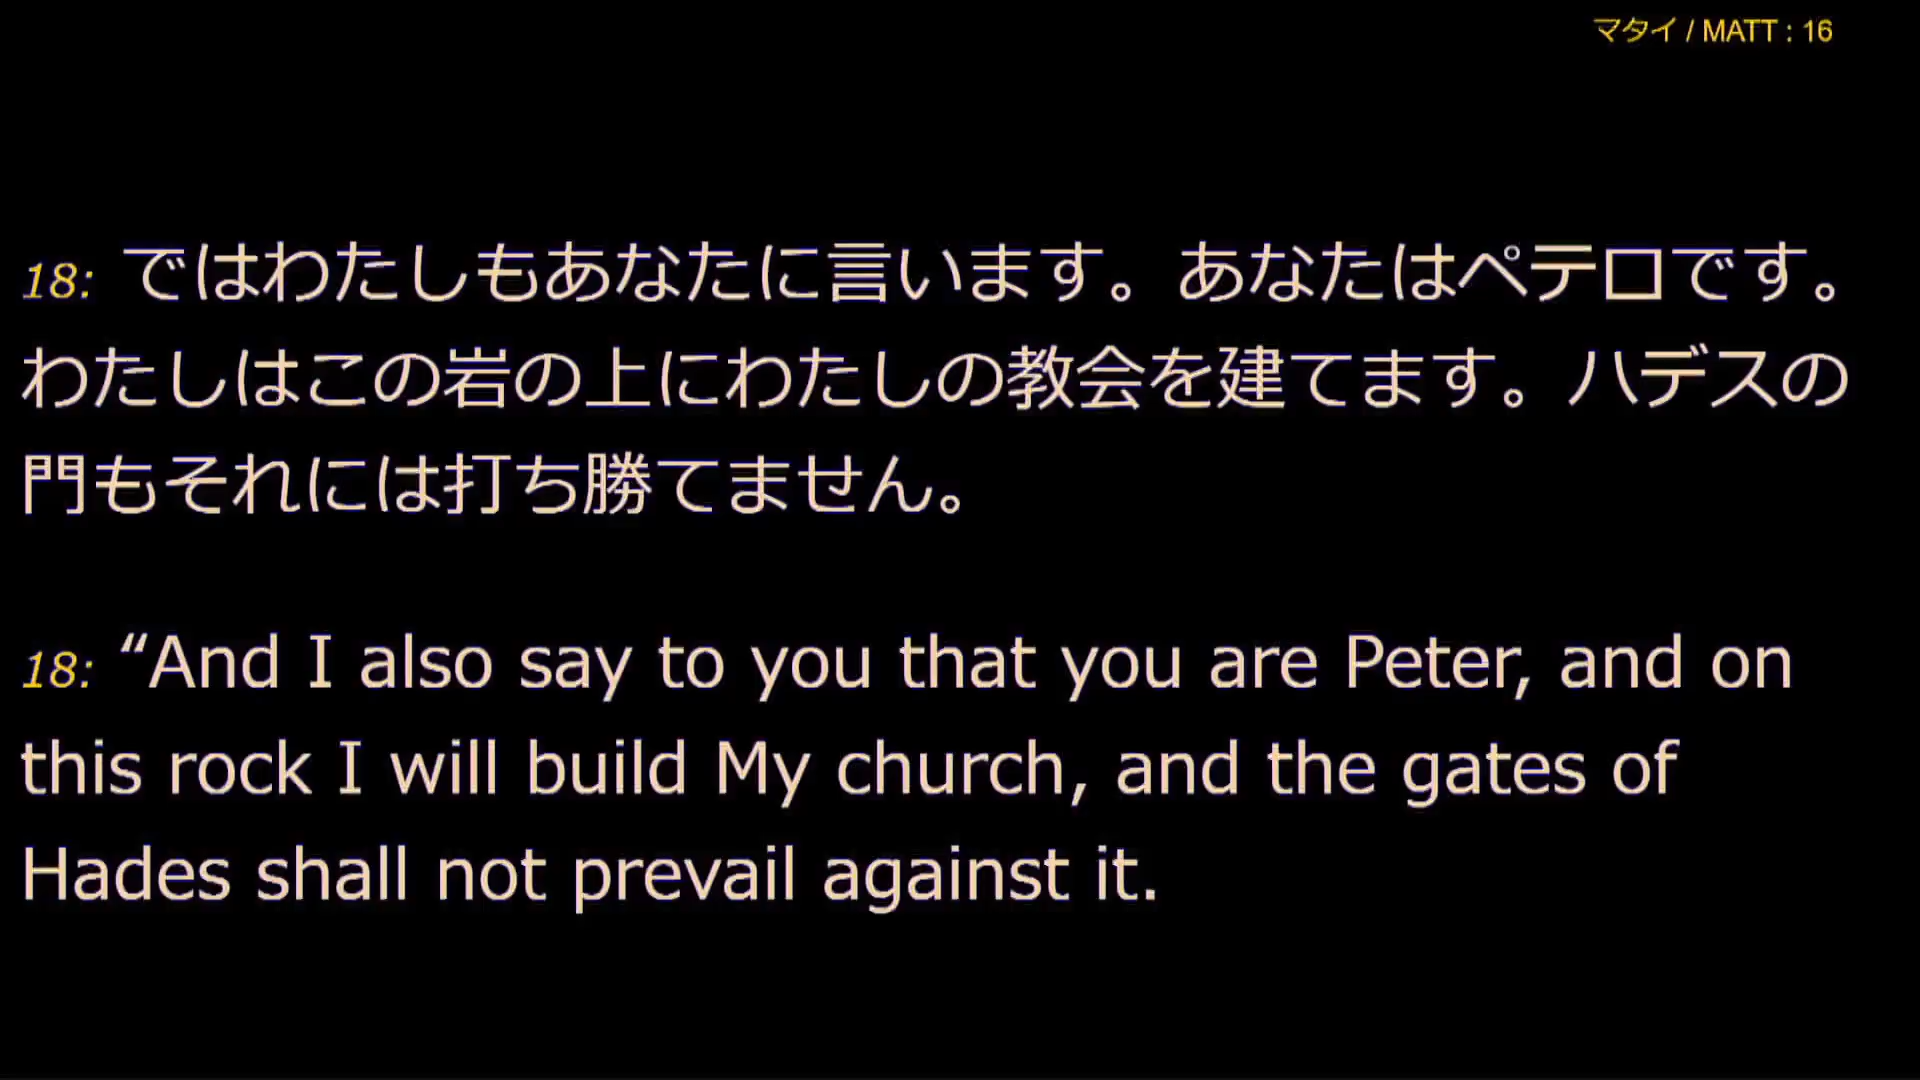 マタイ / MATT : 16
18: ではわたしもあなたに言います。あなたはペテロです。
わたしはこの岩の上にわたしの教会を建てます。ハデスの
門もそれには打ち勝てません。
18: “And I also say to you that you are Peter, and on
this rock I will build My church, and the gates of
Hades shall not prevail against it.